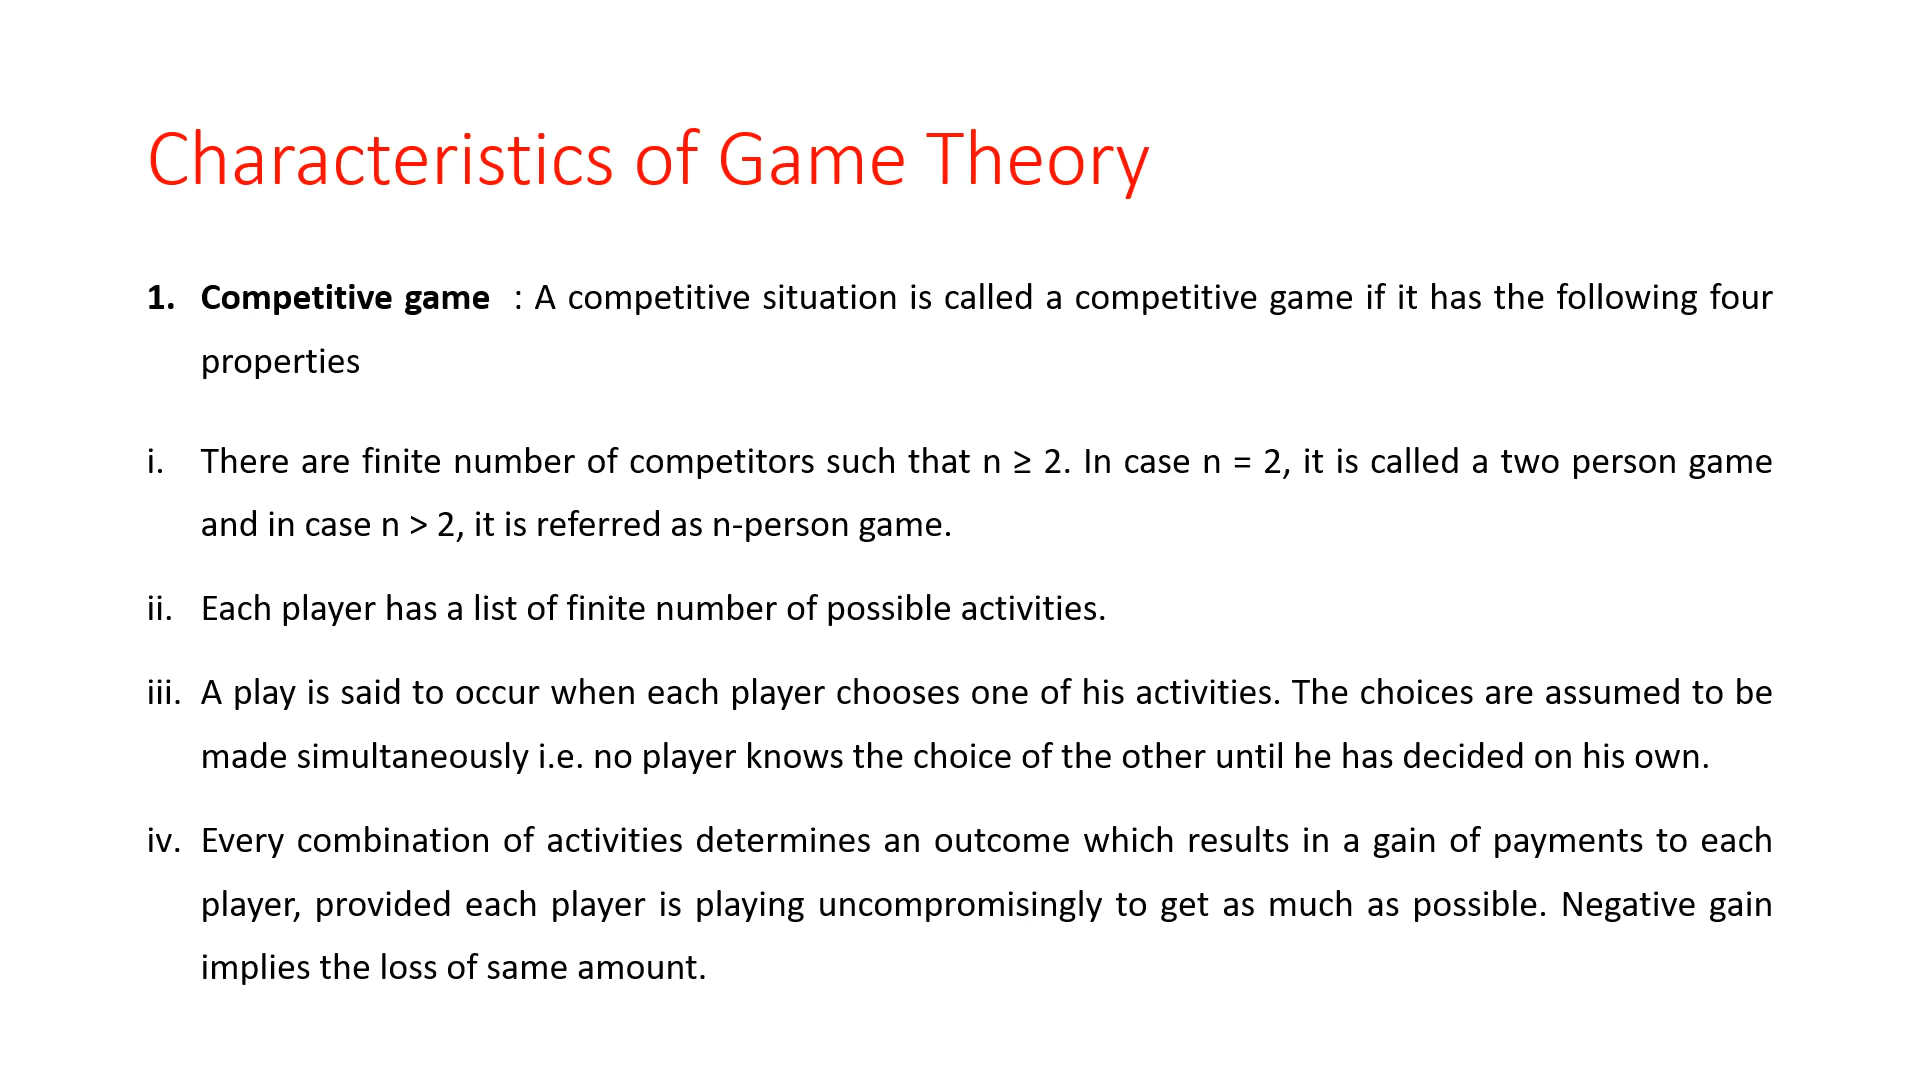 Characteristics of Game Theory
1. Competitive game : A competitive situation is called a competitive game if it has the following four
properties
i. There are finite number of competitors such that n ≥ 2. In case n = 2, it is called a two person game
and in case n > 2, it is referred as n-person game.
ii. Each player has a list of finite number of possible activities.
iii. A play is said to occur when each player chooses one of his activities. The choices are assumed to be
made simultaneously i.e. no player knows the choice of the other until he has decided on his own.
iv. Every combination of activities determines an outcome which results in a gain of payments to each
player, provided each player is playing uncompromisingly to get as much as possible. Negative gain
implies the loss of same amount.